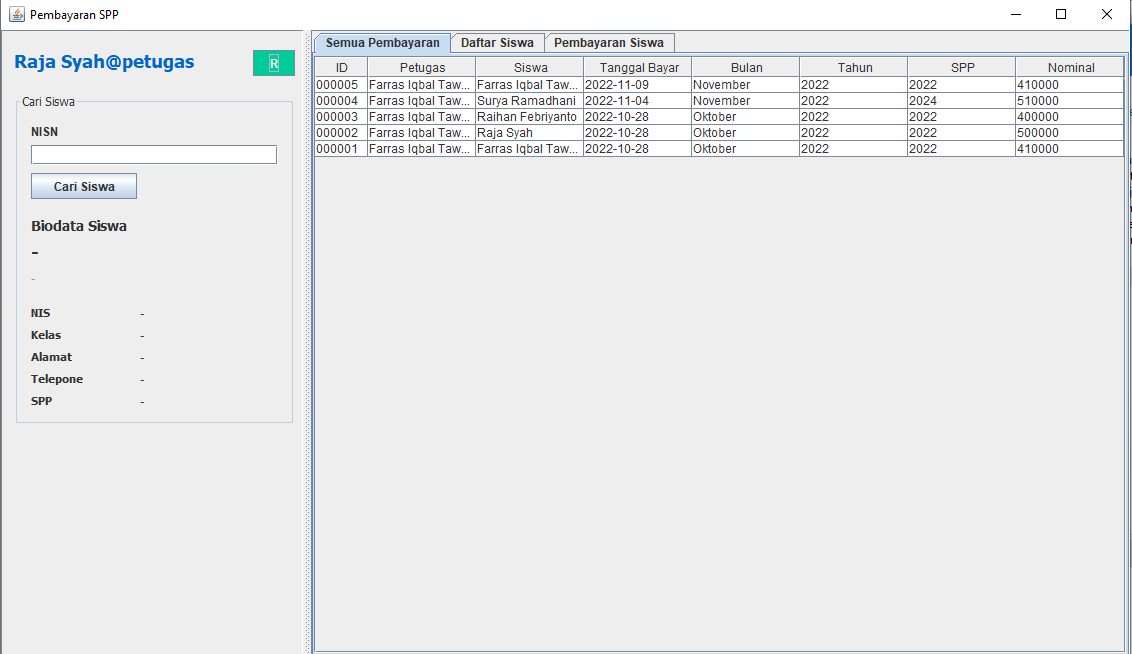 Pembayaran SPP
Raja Syah@petugas
R
Cari Siswa
NISN
Cari Siswa
Biodata Siswa
-
-
NIS -
Kelas -
Alamat -
Telepone -
SPP -
Semua Pembayaran Daftar Siswa Pembayaran Siswa
ID Petugas Siswa Tanggal Bayar Bulan Tahun SPP Nominal
000005 Farras Iqbal Taw... Farras Iqbal Taw... 2022-11-09 November 2022 2022 410000
000004 Farras Iqbal Taw... Surya Ramadhani 2022-11-04 November 2022 2024 510000
000003 Farras Iqbal Taw... Raihan Febriyanto 2022-10-28 Oktober 2022 2022 400000
000002 Farras Iqbal Taw... Raja Syah 2022-10-28 Oktober 2022 2022 500000
000001 Farras Iqbal Taw... Farras Iqbal Taw... 2022-10-28 Oktober 2022 2022 410000